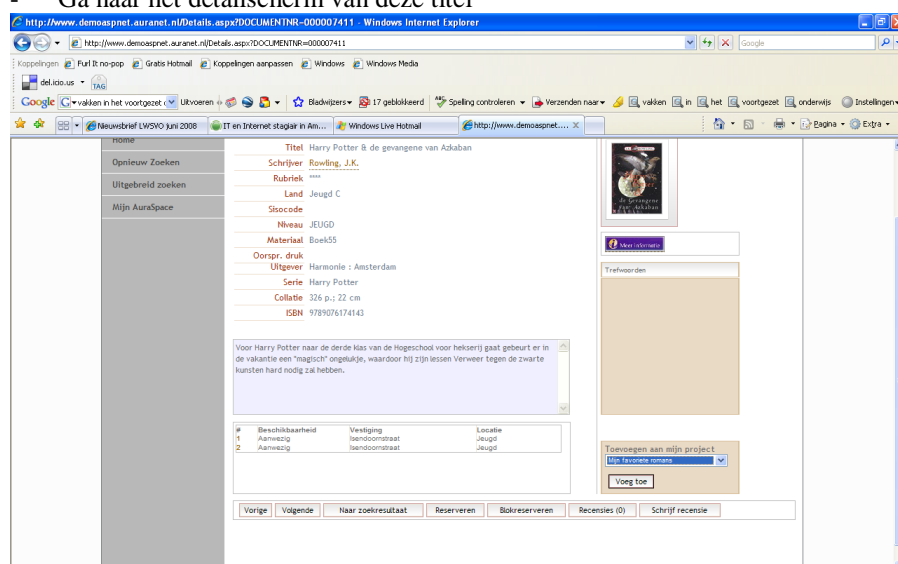 - Ga naar het detailscherm van deze titel
http://www.demoaspnet.auranet.nl/Details.aspx?DOCUMENTNR=000007411 - Windows Internet Explorer
http://www.demoaspnet.auranet.nl/Details.aspx?DOCUMENTNR=000007411 Google
Koppelingen Furl It no-pop Gratis Hotmail Koppelingen aanpassen Windows Windows Media
del.icio.us TAG
Google vakken in het voortgezet Uitvoeren Bladwijzers 17 geblokkeerd Spelling controleren Verzenden naar vakken in het voortgezet onderwijs Instellingen
Nieuwsbrief LWSVO juni 2008 IT en Internet stagiair in Am... Windows Live Hotmail http://www.demoaspnet.... X Pagina Extra
Home
Opnieuw Zoeken
Uitgebreid zoeken
Mijn AuraSpace
Titel Harry Potter & de gevangene van Azkaban
Schrijver Rowling, J.K.
Rubriek ****
Land Jeugd C
Sisocode
Niveau JEUGD
Materiaal Boek55
Oorspr. druk
Uitgever Harmonie : Amsterdam
Serie Harry Potter
Collatie 326 p.; 22 cm
ISBN 9789076174143
Voor Harry Potter naar de derde klas van de Hogeschool voor hekserij gaat gebeurt er in
de vakantie een "magisch" ongelukje, waardoor hij zijn lessen Verweer tegen de zwarte
kunsten hard nodig zal hebben.
# Beschikbaarheid Vestiging Locatie
1 Aanwezig Isendoornstraat Jeugd
2 Aanwezig Isendoornstraat Jeugd
de Gevangene
van Azkaban
Meer informatie
Trefwoorden
Toevoegen aan mijn project
Mijn favoriete romans
Voeg toe
Vorige Volgende Naar zoekresultaat Reserveren Blokreserveren Recensies (0) Schrijf recensie